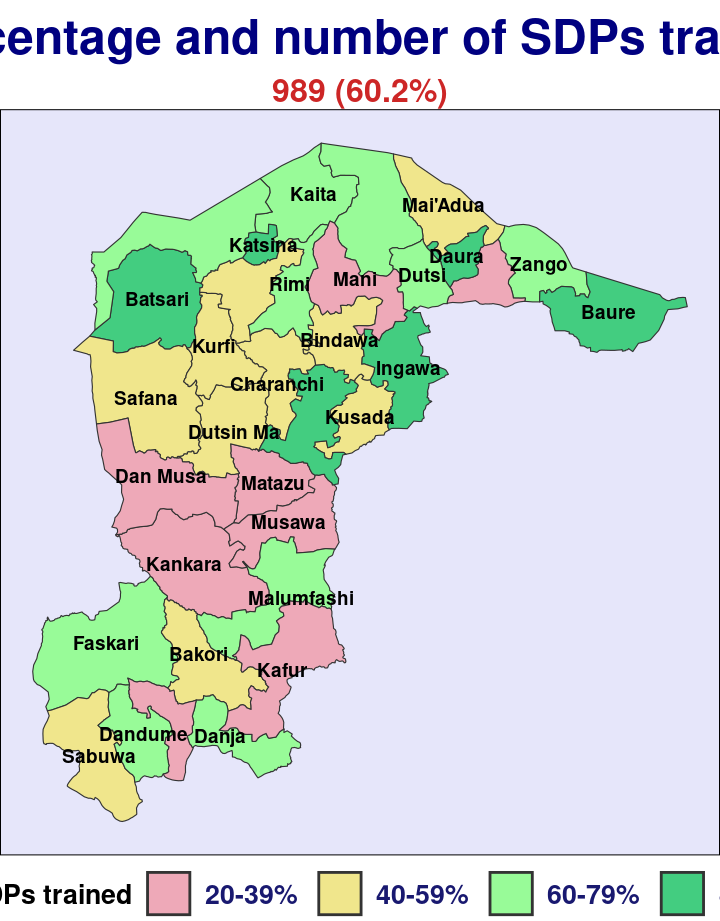 centage and number of SDPs tra
989 (60.2%)
Kaita
Mai'Adua
Katsina
Daura
Zango
Rimi
Mani
Dutsi
Batsari
Baure
Kurfi
Bindawa
Ingawa
Charanchi
Safana
Kusada
Dutsin Ma
Dan Musa
Matazu
Musawa
Kankara
Malumfashi
Faskari
Bakori
Kafur
Dandume
Danja
Sabuwa
DPs trained 20-39% 40-59% 60-79%